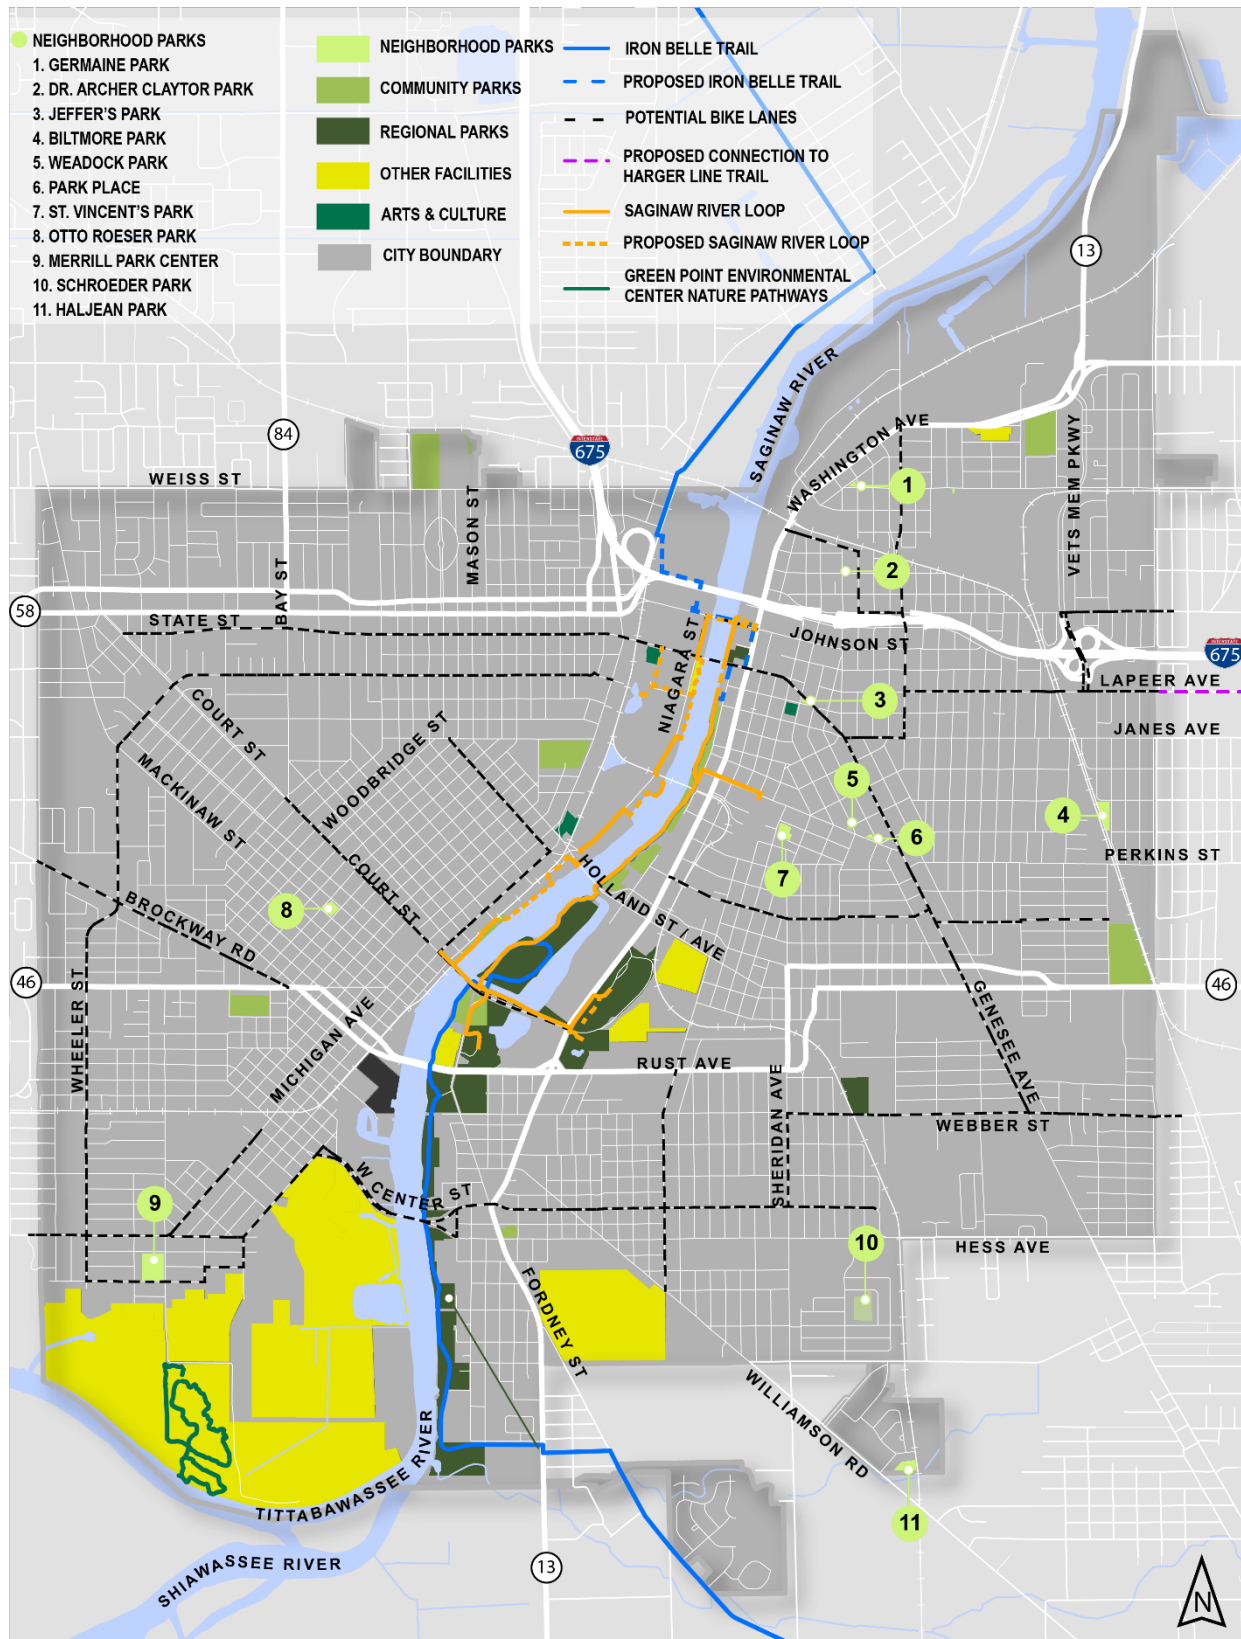 NEIGHBORHOOD PARKS
1. GERMAINE PARK
2. DR. ARCHER CLAYTOR PARK
3. JEFFER'S PARK
4. BILTMORE PARK
5. WEADOCK PARK
6. PARK PLACE
7. ST. VINCENT'S PARK
8. OTTO ROESER PARK
9. MERRILL PARK CENTER
10. SCHROEDER PARK
11. HALJEAN PARK
NEIGHBORHOOD PARKS
COMMUNITY PARKS
REGIONAL PARKS
OTHER FACILITIES
ARTS & CULTURE
CITY BOUNDARY
IRON BELLE TRAIL
PROPOSED IRON BELLE TRAIL
POTENTIAL BIKE LANES
PROPOSED CONNECTION TO
HARGER LINE TRAIL
SAGINAW RIVER LOOP
PROPOSED SAGINAW RIVER LOOP
GREEN POINT ENVIRONMENTAL
CENTER NATURE PATHWAYS
13
SAGINAW RIVER
84
INTERSTATE
675
WASHINGTON AVE
VETS MEM PKWY
WEISS ST
MASON ST
1
2
BAY ST
58
STATE ST
NIAGARA ST
JOHNSON ST
INTERSTATE
675
LAPEER AVE
3
JANES AVE
COURT ST
WOODBRIDGE ST
MACKINAW ST
5
4
6
PERKINS ST
7
COURT ST
HOLLAND ST / AVE
8
BROCKWAY RD
46
WHEELER ST
46
GENESEE AVE
MICHIGAN AVE
RUST AVE
SHERIDAN AVE
WEBBER ST
W CENTER ST
9
10
HESS AVE
FORDNEY ST
WILLIAMSON RD
TITTABAWASSEE RIVER
11
SHIAWASSEE RIVER
13
N